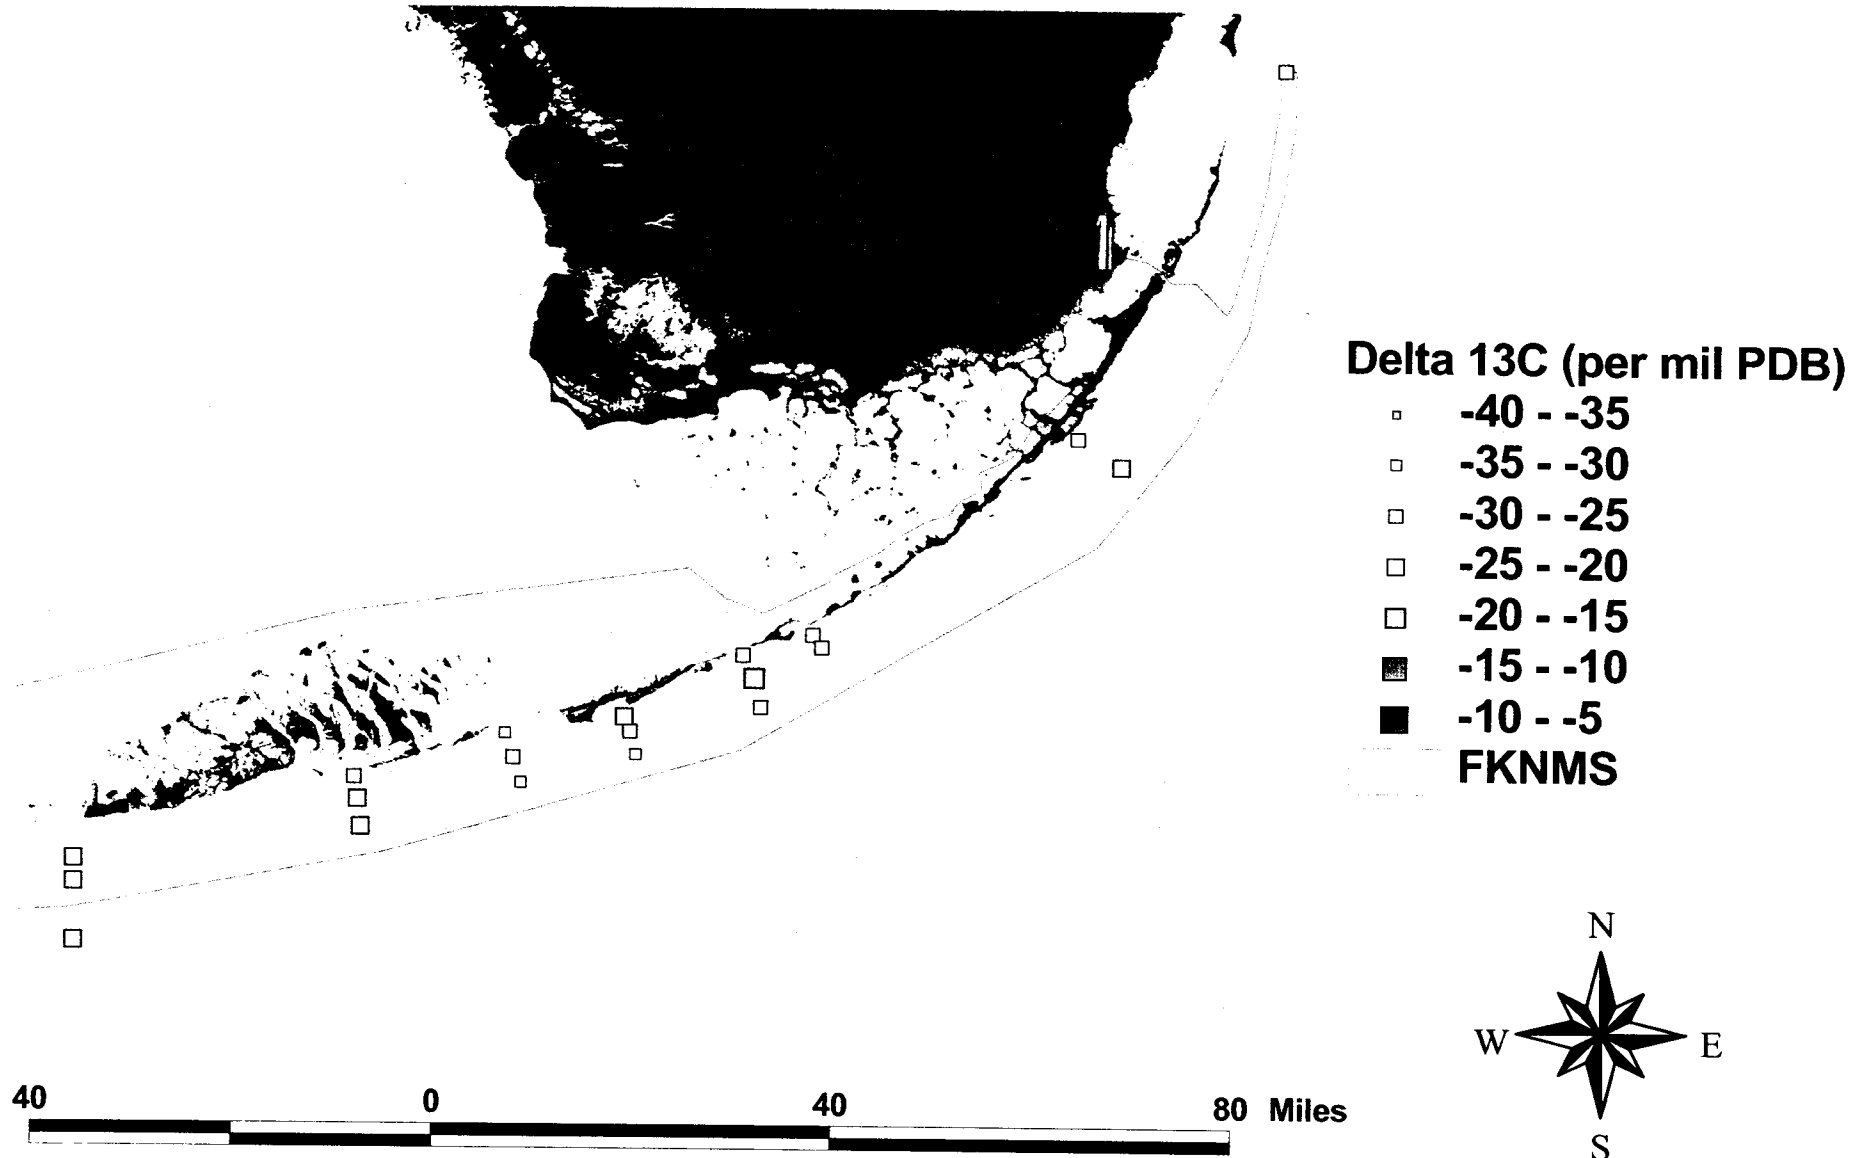 Delta 13C (per mil PDB)
-40 - -35
-35 - -30
-30 - -25
-25 - -20
-20 - -15
-15 - -10
-10 - -5
FKNMS
N
W E
S
40 0 40 80 Miles